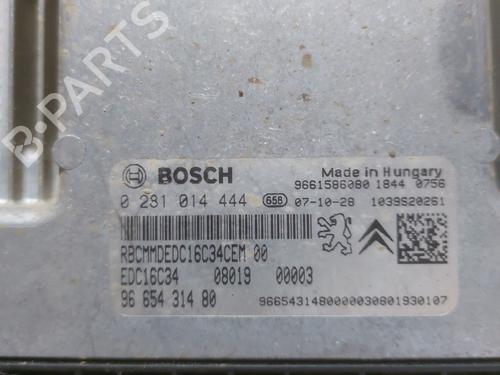 B-PARTS
BOSCH
Made in Hungary
9661586080 1844 0756
0 281 014 444 658 07-10-28 1039S20261
RBCMMDEDC16C34CEM 00
EDC16C34 08019 00003
96 654 314 80
9665431480000030801930107